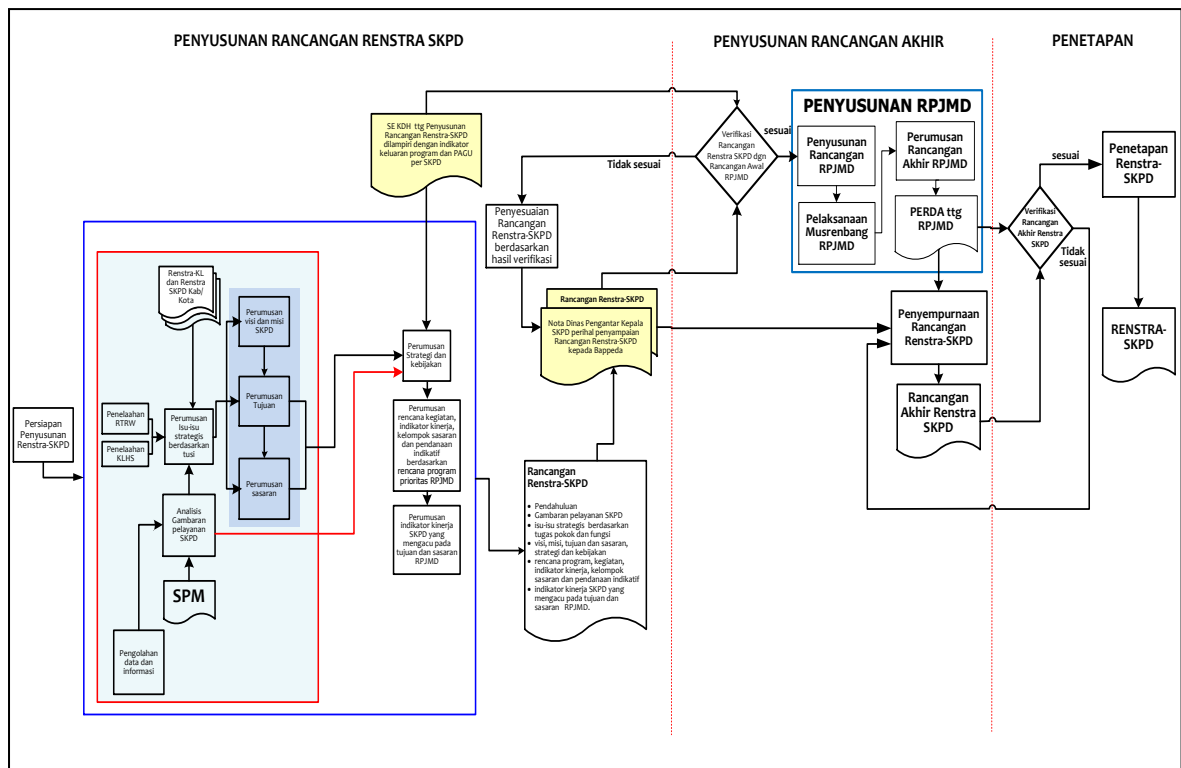 PENYUSUNAN RANCANGAN RENSTRA SKPD
PENYUSUNAN RANCANGAN AKHIR
PENETAPAN
SE KDH ttg Penyusunan
Rancangan Renstra-SKPD
dilampiri dengan indikator
keluaran program dan PAGU
per SKPD
Verifikasi
Rancangan
Renstra SKPD dgn
Rancangan Awal
RPJMD
sesuai
Tidak sesuai
PENYUSUNAN RPJMD
Penyusunan
Rancangan
RPJMD
Perumusan
Rancangan
Akhir RPJMD
Pelaksanaan
Musrenbang
RPJMD
PERDA ttg
RPJMD
Verifikasi
Rancangan
Akhir Renstra
SKPD
sesuai
Tidak
sesuai
Penetapan
Renstra-
SKPD
RENSTRA-
SKPD
Penyesuaian
Rancangan
Renstra-SKPD
berdasarkan
hasil verifikasi
Rancangan Renstra-SKPD
Nota Dinas Pengantar Kepala
SKPD perihal penyampaian
Rancangan Renstra-SKPD
kepada Bappeda
Penyempurnaan
Rancangan
Renstra-SKPD
Rancangan
Akhir Renstra
SKPD
Persiapan
Penyusunan
Renstra-SKPD
Renstra-KL
dan Renstra
SKPD Kab/
Kota
Penelaahan
RTRW
Penelaahan
KLHS
Perumusan
Isu-isu
strategis
berdasarkan
tusi
Perumusan
visi dan misi
SKPD
Perumusan
Tujuan
Perumusan
sasaran
Analisis
Gambaran
pelayanan
SKPD
SPM
Pengolahan
data dan
informasi
Perumusan
Strategi dan
kebijakan
Perumusan
rencana kegiatan,
indikator kinerja,
kelompok sasaran
dan pendanaan
indikatif
berdasarkan
rencana program
prioritas RPJMD
Perumusan
indikator kinerja
SKPD yang
mengacu pada
tujuan dan sasaran
RPJMD
Rancangan
Renstra-SKPD
• Pendahuluan
• Gambaran pelayanan SKPD
• isu-isu strategis berdasarkan
tugas pokok dan fungsi
• visi, misi, tujuan dan sasaran,
strategi dan kebijakan
• rencana program, kegiatan,
indikator kinerja, kelompok
sasaran dan pendanaan indikatif
• indikator kinerja SKPD yang
mengacu pada tujuan dan
sasaran RPJMD.